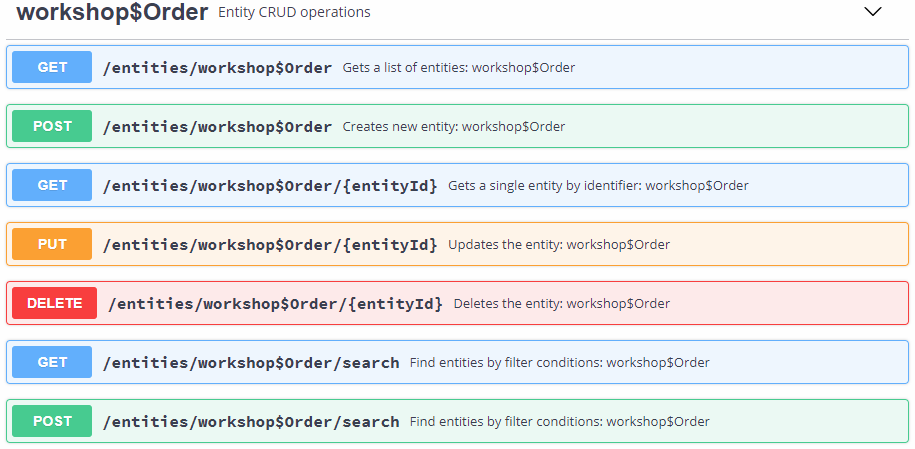 workshop$Order Entity CRUD operations
GET /entities/workshop$Order Gets a list of entities: workshop$Order
POST /entities/workshop$Order Creates new entity: workshop$Order
GET /entities/workshop$Order/{entityId} Gets a single entity by identifier: workshop$Order
PUT /entities/workshop$Order/{entityId} Updates the entity: workshop$Order
DELETE /entities/workshop$Order/{entityId} Deletes the entity: workshop$Order
GET /entities/workshop$Order/search Find entities by filter conditions: workshop$Order
POST /entities/workshop$Order/search Find entities by filter conditions: workshop$Order